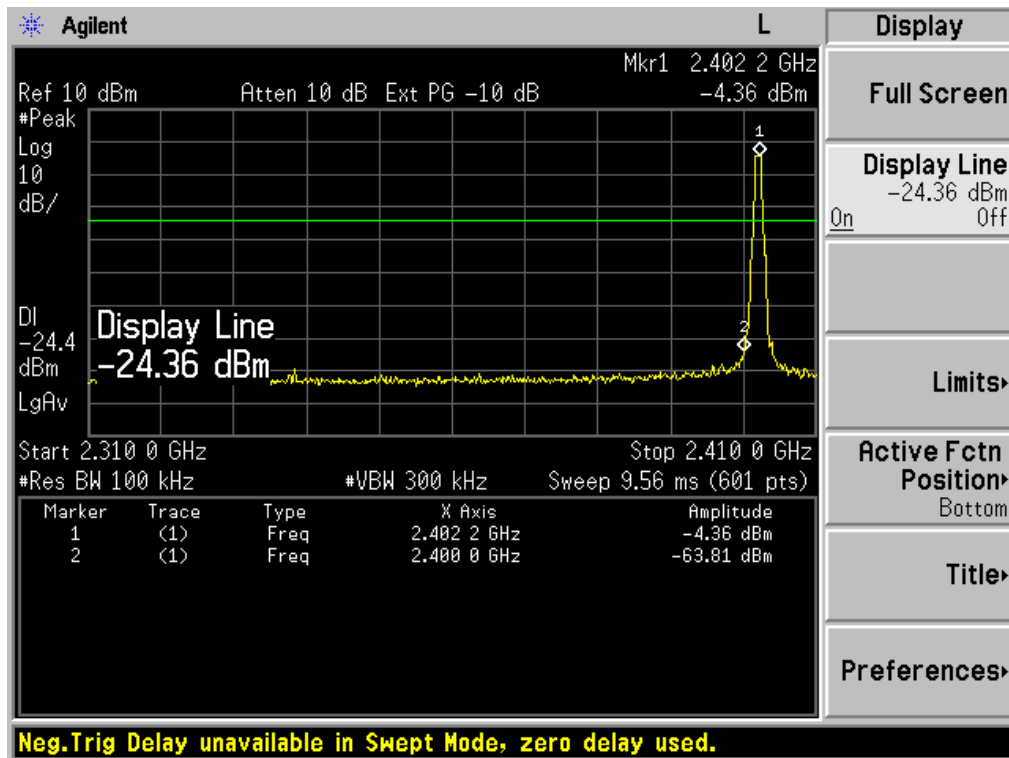 Agilent L
Mkr1 2.402 2 GHz
Ref 10 dBm Atten 10 dB Ext PG -10 dB -4.36 dBm
#Peak
Log
10
dB/
1
2
DI
-24.4
dBm
LgAv
Display Line
-24.36 dBm
Start 2.310 0 GHz Stop 2.410 0 GHz
#Res BW 100 kHz #VBW 300 kHz Sweep 9.56 ms (601 pts)
Marker Trace Type X Axis Amplitude
1 (1) Freq 2.402 2 GHz -4.36 dBm
2 (1) Freq 2.400 0 GHz -63.81 dBm
Neg.Trig Delay unavailable in Swept Mode, zero delay used.
Display
Full Screen
Display Line
-24.36 dBm
On Off
Limits
Active Fctn
Position
Bottom
Title
Preferences